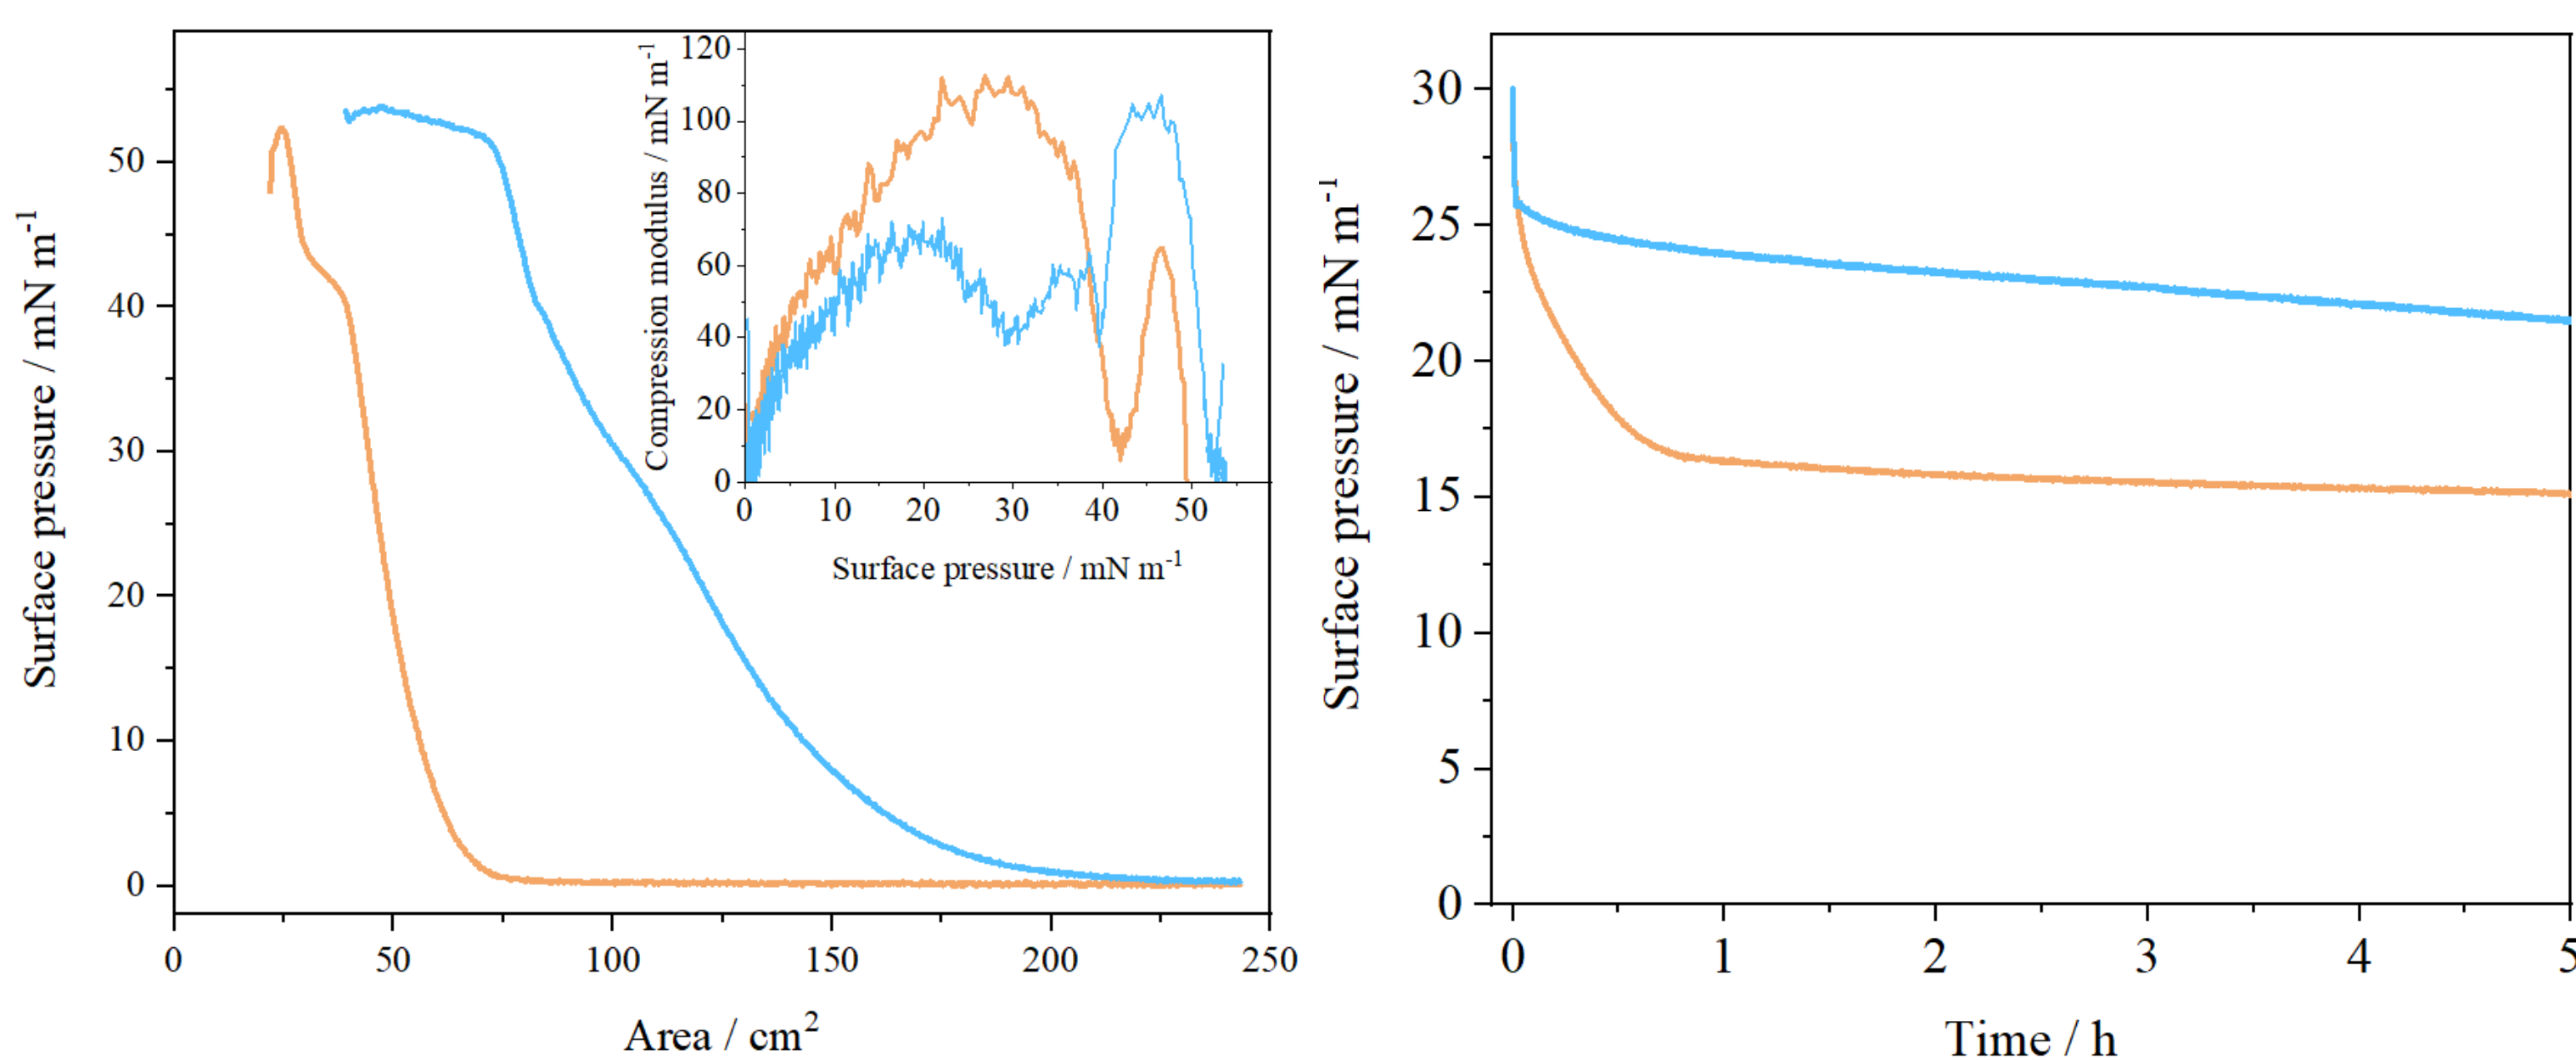 Surface pressure / mN m⁻¹
50
40
30
20
10
0
0 50 100 150 200 250
Area / cm²
Compression modulus / mN m⁻¹
120
100
80
60
40
20
0
0 10 20 30 40 50
Surface pressure / mN m⁻¹
Surface pressure / mN m⁻¹
30
25
20
15
10
5
0
0 1 2 3 4 5
Time / h